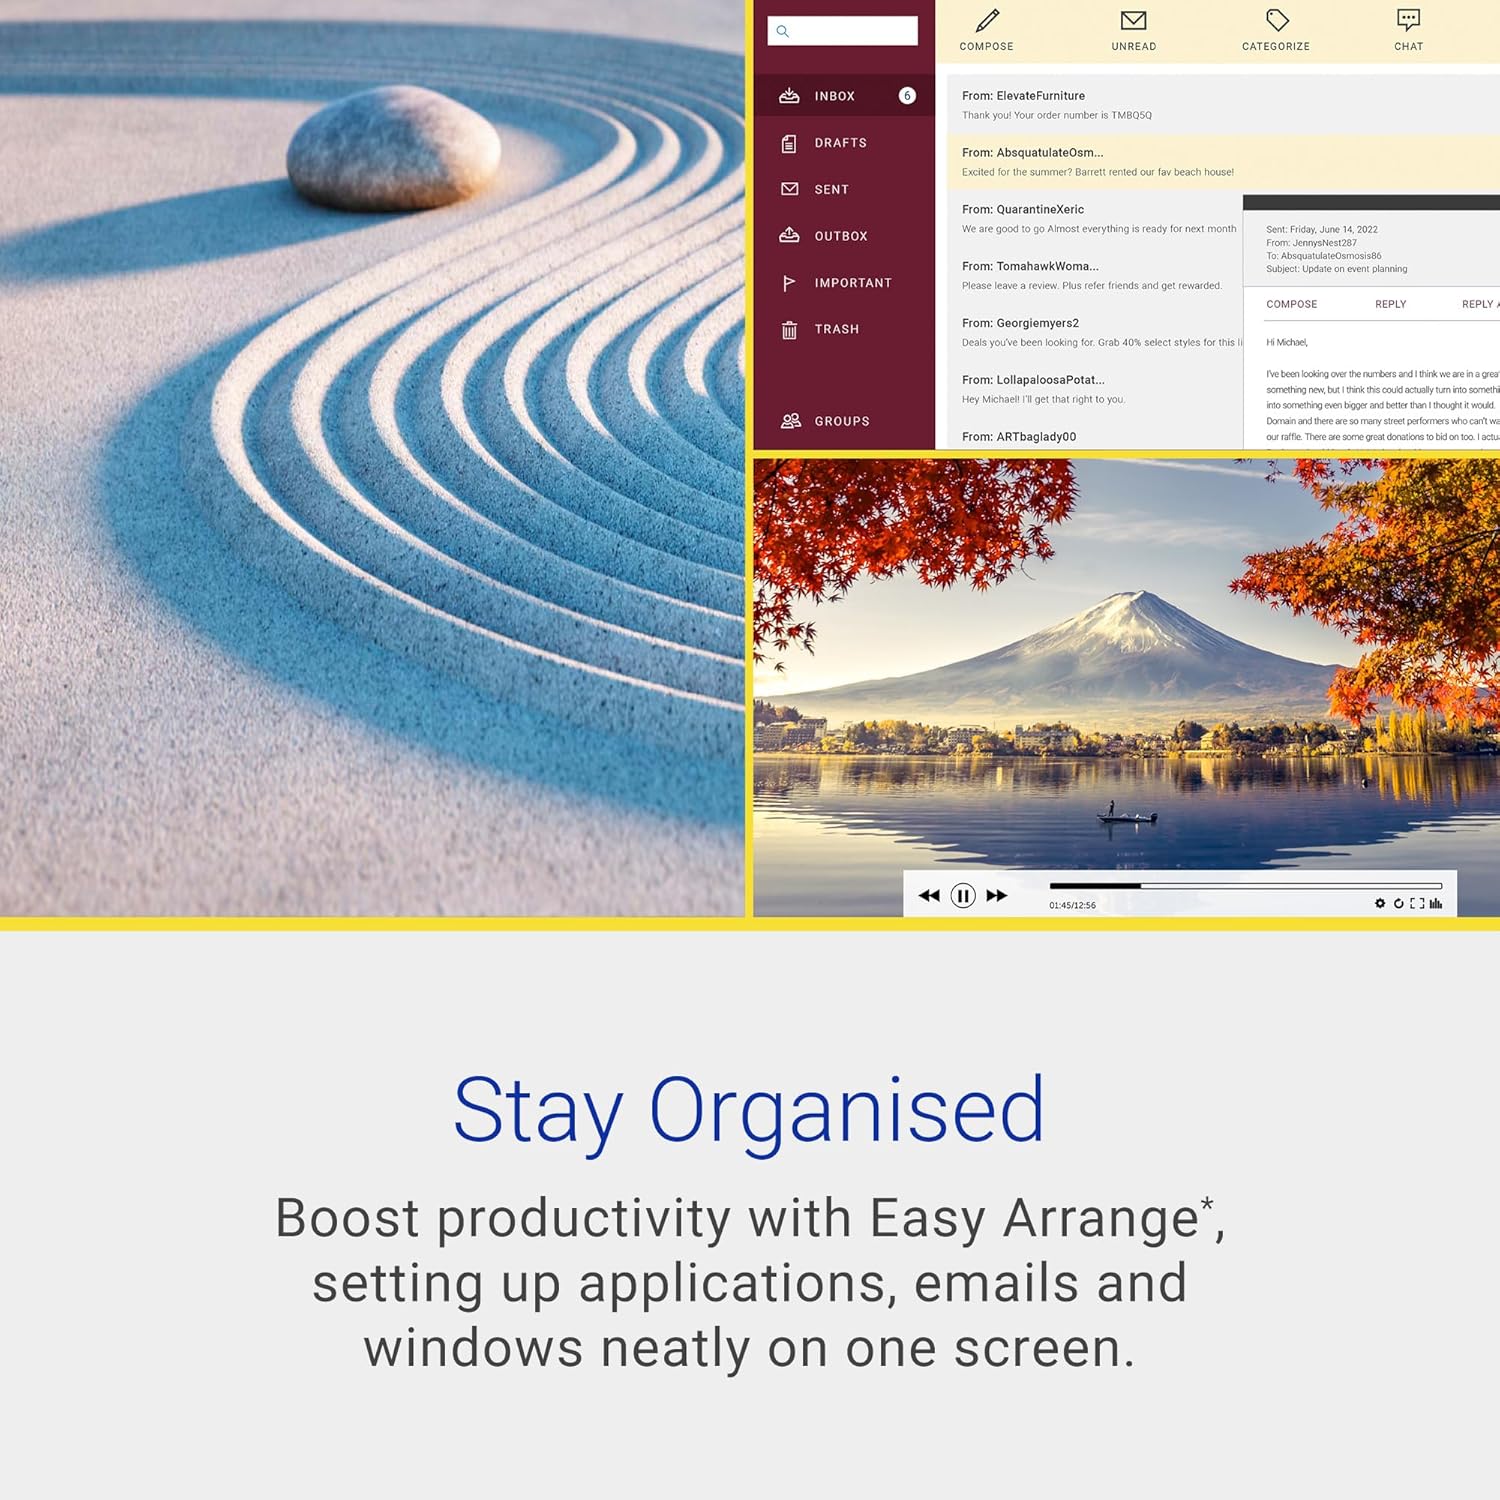 COMPOSE
UNREAD
CATEGORIZE
CHAT
INBOX
6
DRAFTS
SENT
OUTBOX
IMPORTANT
TRASH
GROUPS
From: ElevateFurniture
Thank you! Your order number is TMBQ5Q
From: AbsquatulateOsm...
Excited for the summer? Barrett rented our fav beach house!
From: QuarantineXeric
We are good to go Almost everything is ready for next month
From: TomahawkWoma...
Please leave a review. Plus refer friends and get rewarded.
From: Georgiemyers2
Deals you've been looking for. Grab 40% select styles for this li
From: LollapaloosaPotat...
Hey Michael! I'll get that right to you.
From: ARTbaglady00
Sent: Friday, June 14, 2022
From: JennysNest287
To: AbsquatulateOsmosis86
Subject: Update on event planning
COMPOSE
REPLY
REPLY
Hi Michael,
I've been looking over the numbers and I think we are in a grea
something new, but I think this could actually turn into somethi
into something even bigger and better than I thought it would.
Domain and there are so many street performers who can't wa
our raffle. There are some great donations to bid on too. I actu
01:45/12:56
Stay Organised
Boost productivity with Easy Arrange*,
setting up applications, emails and
windows neatly on one screen.